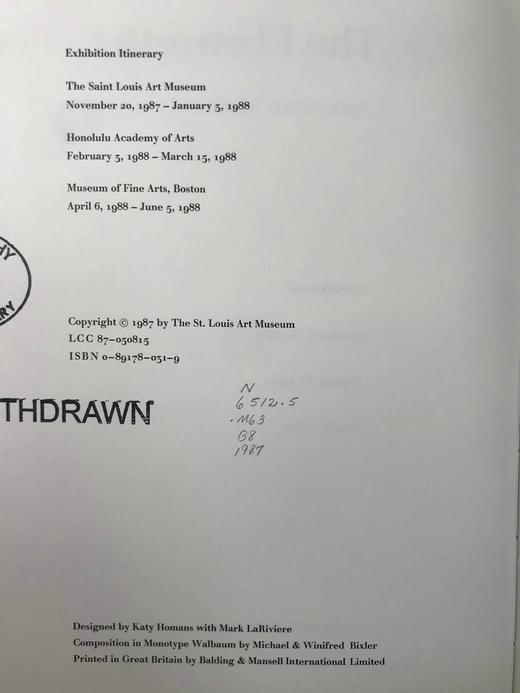 The Ebsworth
Exhibition Itinerary
The Saint Louis Art Museum
November 20, 1987 – January 3, 1988
Honolulu Academy of Arts
February 3, 1988 – March 15, 1988
Museum of Fine Arts, Boston
April 6, 1988 – June 5, 1988
Copyright © 1987 by The St. Louis Art Museum
LCC 87–030815
ISBN 0–89178–031–9
THDRAWN
N
6512.5
.M63
G8
1987
Designed by Katy Homans with Mark LaRiviere
Composition in Monotype Walbaum by Michael & Winifred Bixler
Printed in Great Britain by Balding & Mansell International Limited